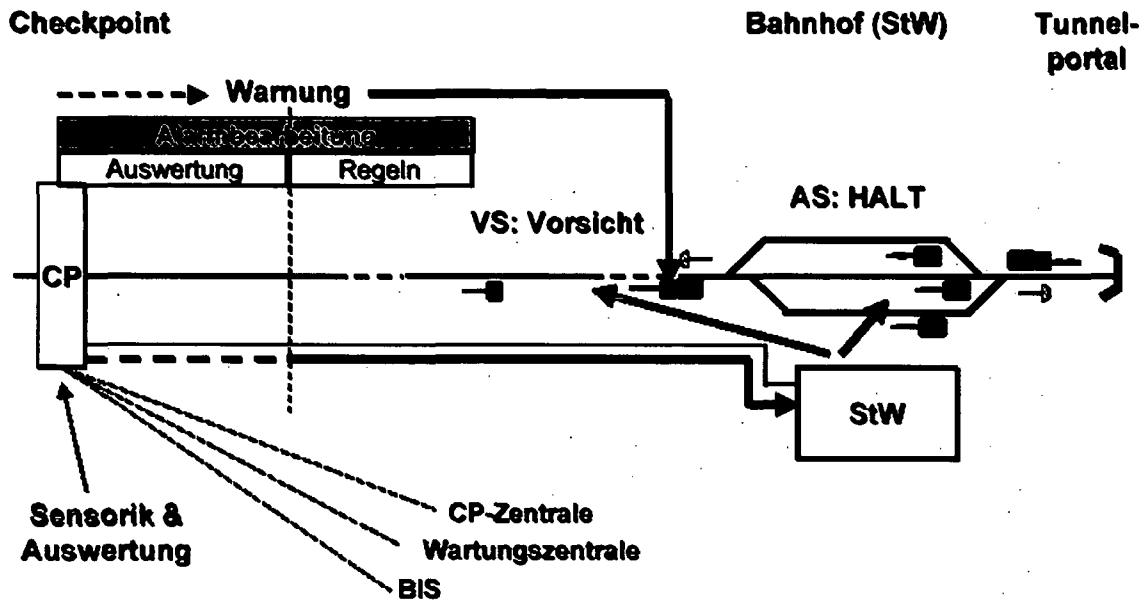 Checkpoint
Bahnhof (StW)
Tunnel-
portal
Warnung
Alarmbearbeitung
Auswertung
Regeln
AS: HALT
VS: Vorsicht
CP
StW
Sensorik &
Auswertung
CP-Zentrale
Wartungszentrale
BIS